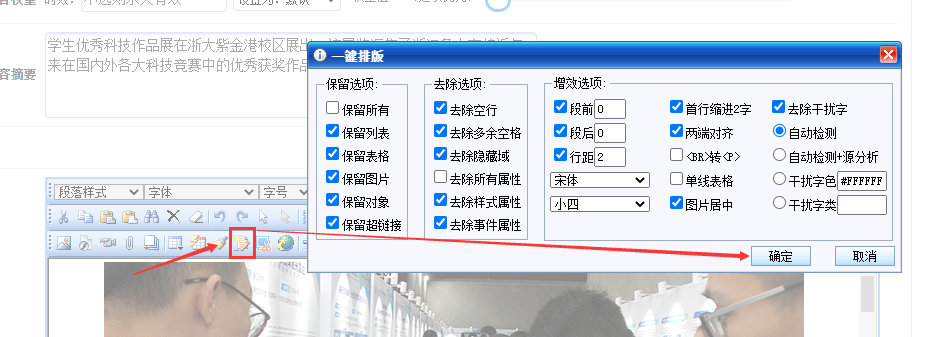 时效:
设置为: 默认
学生优秀科技作品展在浙大紫金港校区展出
容摘要
来在国内外各大科技竞赛中的优秀获奖作品
段落样式 字体 字号
一键排版
保留选项: 去除选项: 增效选项:
保留所有 去除空行 段前 0 首行缩进2字 去除干扰字
保留列表 去除多余空格 段后 0 两端对齐 自动检测
保留表格 去除隐藏域 行距 2 <BR>转<P> 自动检测+源分析
保留图片 去除所有属性 宋体 单线表格 干扰字色 #FFFFFF
保留对象 去除样式属性 小四 图片居中 干扰字类
保留超链接 去除事件属性
确定 取消